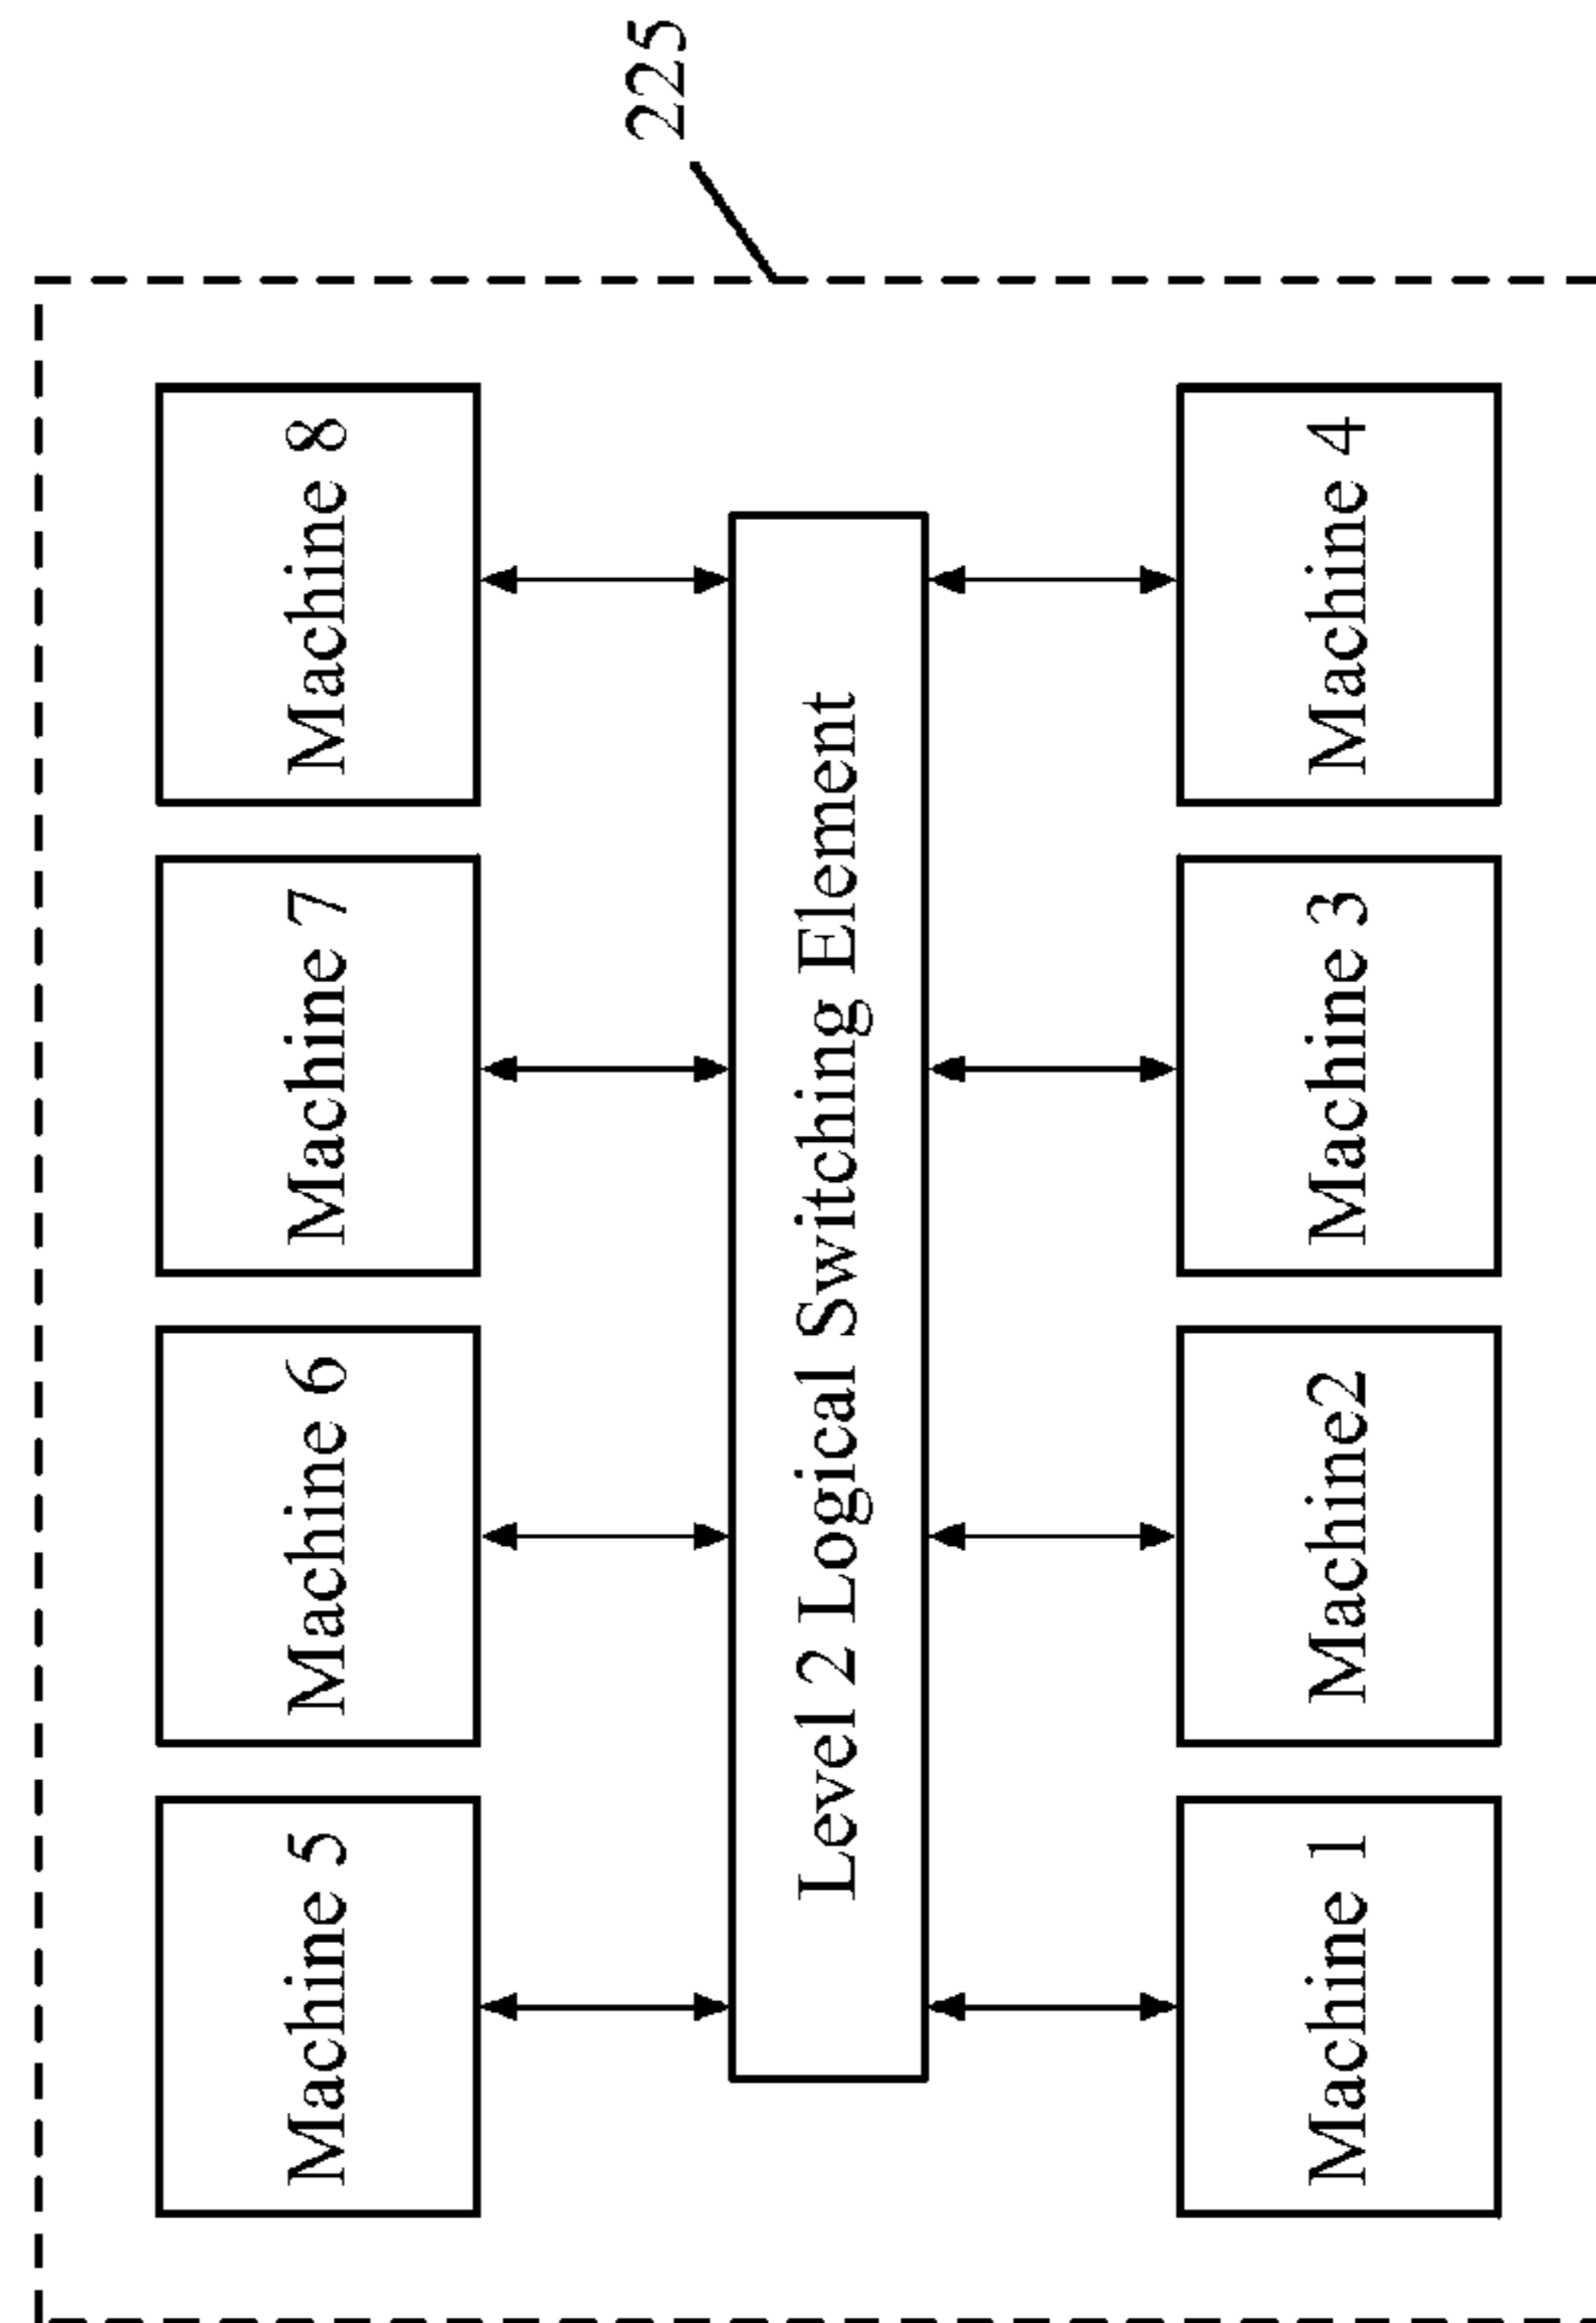 Machine 5
Machine 6
Machine 7
Machine 8
Level 2 Logical Switching Element
Machine 1
Machine2
Machine 3
Machine 4
225